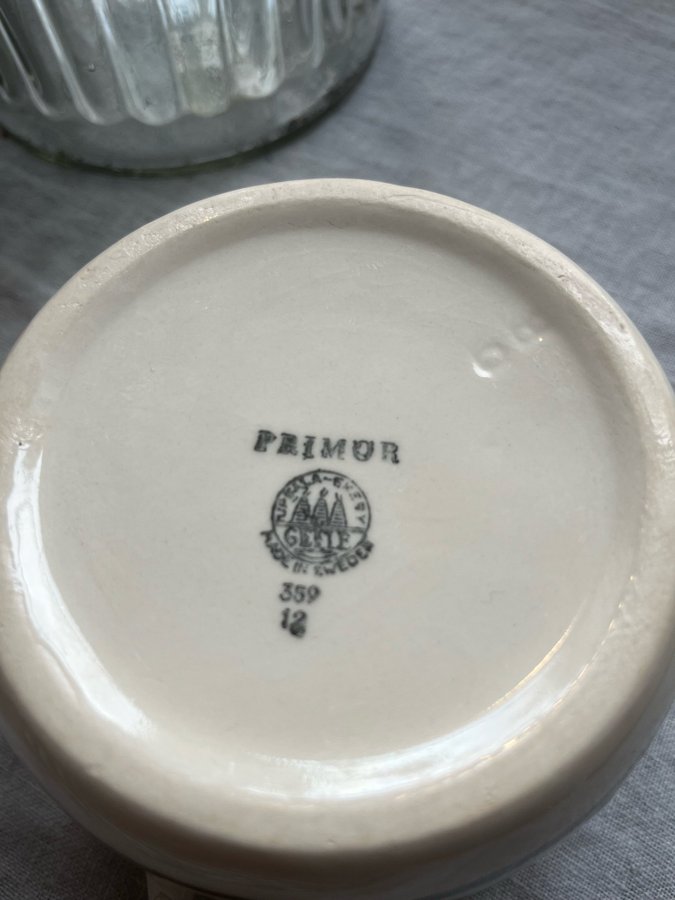 PRIMUR
UPSALA-EKEBY
GEFLE
MADE IN SWEDEN
359
12